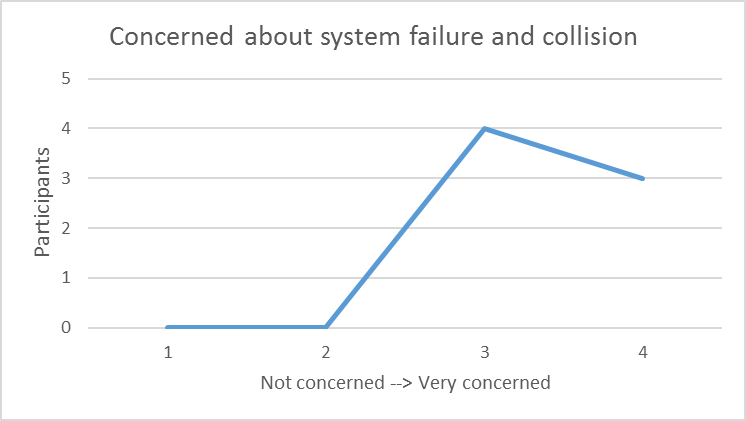 Concerned about system failure and collision
5
4
3
2
1
0
Participants
1 2 3 4
Not concerned --> Very concerned